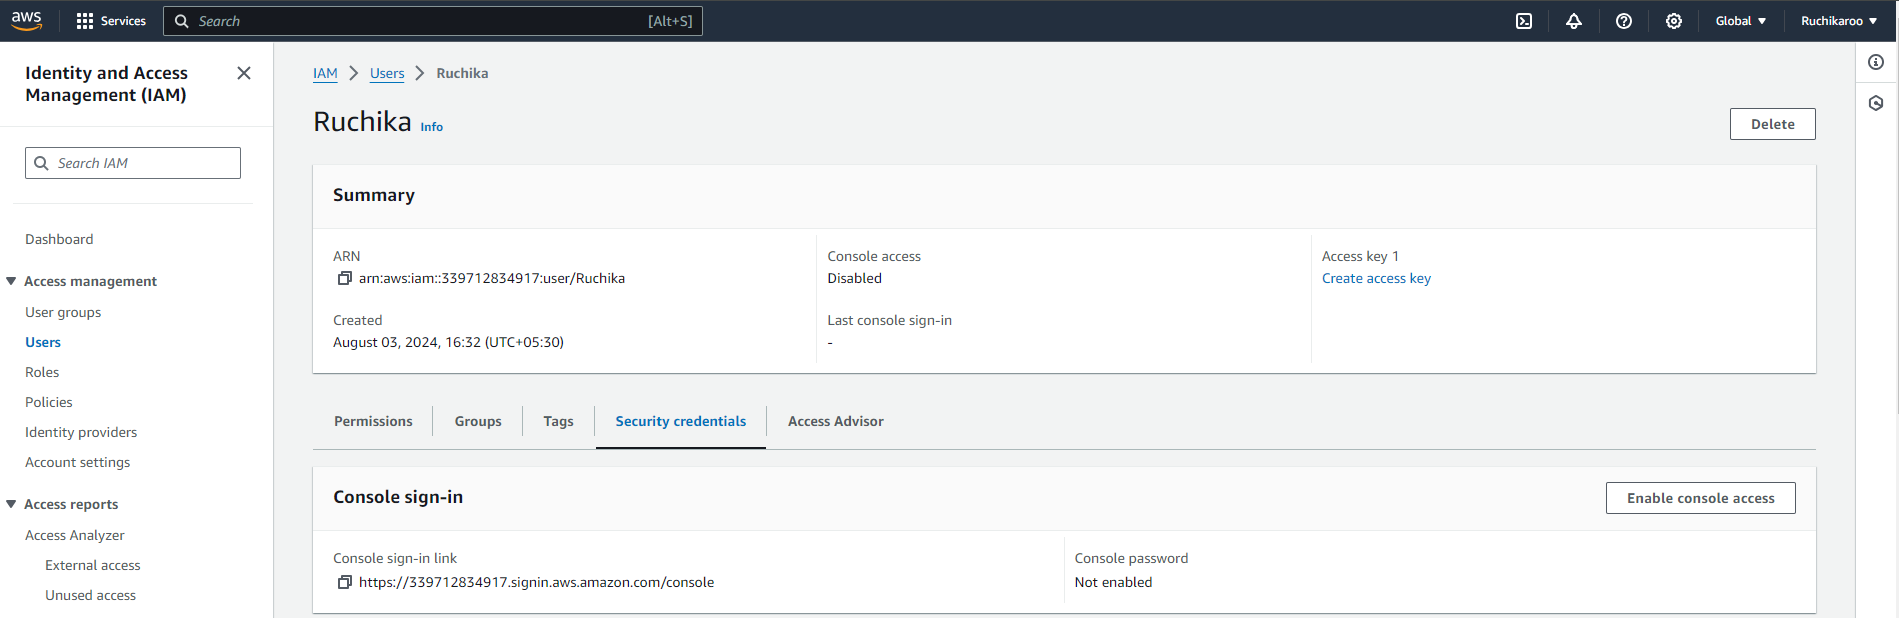 aws
Services
Search
[Alt+S]
Global
Ruchikaroo
Identity and Access
Management (IAM)
Search IAM
Dashboard
Access management
User groups
Users
Roles
Policies
Identity providers
Account settings
Access reports
Access Analyzer
External access
Unused access
IAM
Users
Ruchika
Ruchika Info
Delete
Summary
ARN
arn:aws:iam::339712834917:user/Ruchika
Created
August 03, 2024, 16:32 (UTC+05:30)
Console access
Disabled
Last console sign-in
-
Access key 1
Create access key
Permissions
Groups
Tags
Security credentials
Access Advisor
Console sign-in
Enable console access
Console sign-in link
https://339712834917.signin.aws.amazon.com/console
Console password
Not enabled